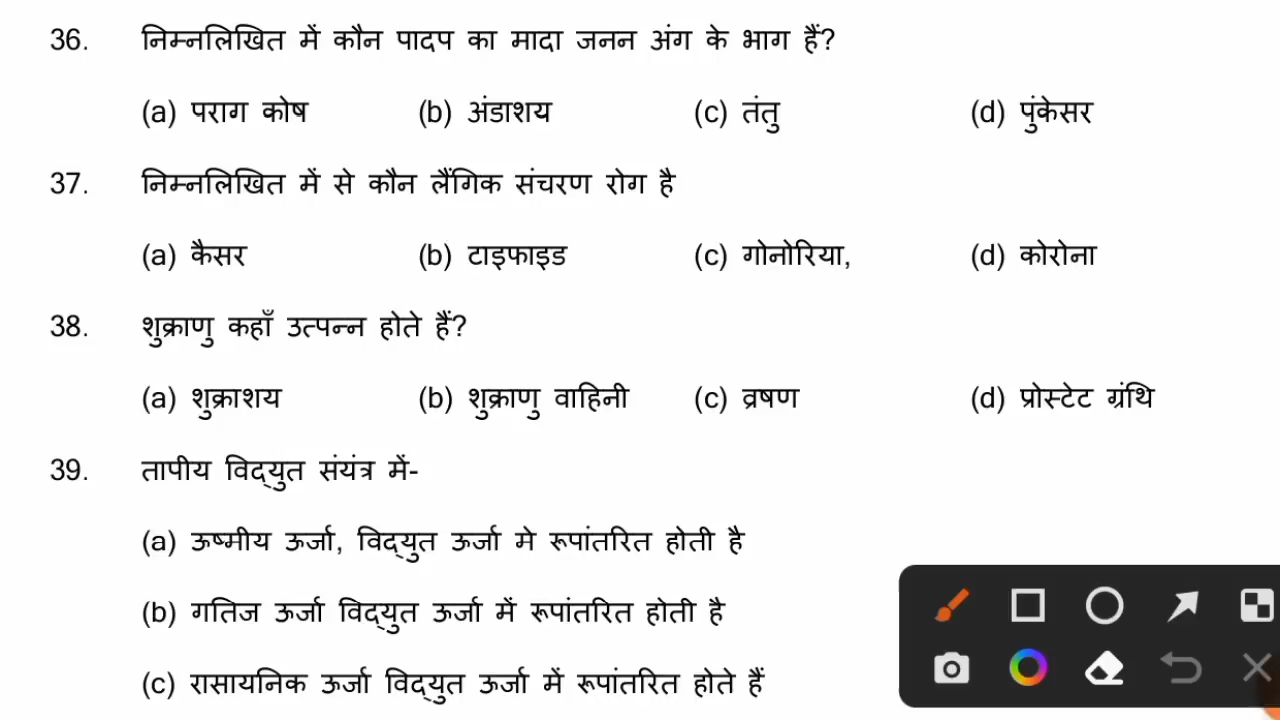 36. निम्नलिखित में कौन पादप का मादा जनन अंग के भाग हैं?
(a) पराग कोष (b) अंडाशय (c) तंतु (d) पुंकेसर
37. निम्नलिखित में से कौन लैंगिक संचरण रोग है
(a) कैसर (b) टाइफाइड (c) गोनोरिया, (d) कोरोना
38. शुक्राणु कहाँ उत्पन्न होते हैं?
(a) शुक्राशय (b) शुक्राणु वाहिनी (c) व्रषण (d) प्रोस्टेट ग्रंथि
39. तापीय विद्युत संयंत्र में-
(a) ऊष्मीय ऊर्जा, विद्युत ऊर्जा मे रूपांतरित होती है
(b) गतिज ऊर्जा विद्युत ऊर्जा में रूपांतरित होती है
(c) रासायनिक ऊर्जा विद्युत ऊर्जा में रूपांतरित होते हैं